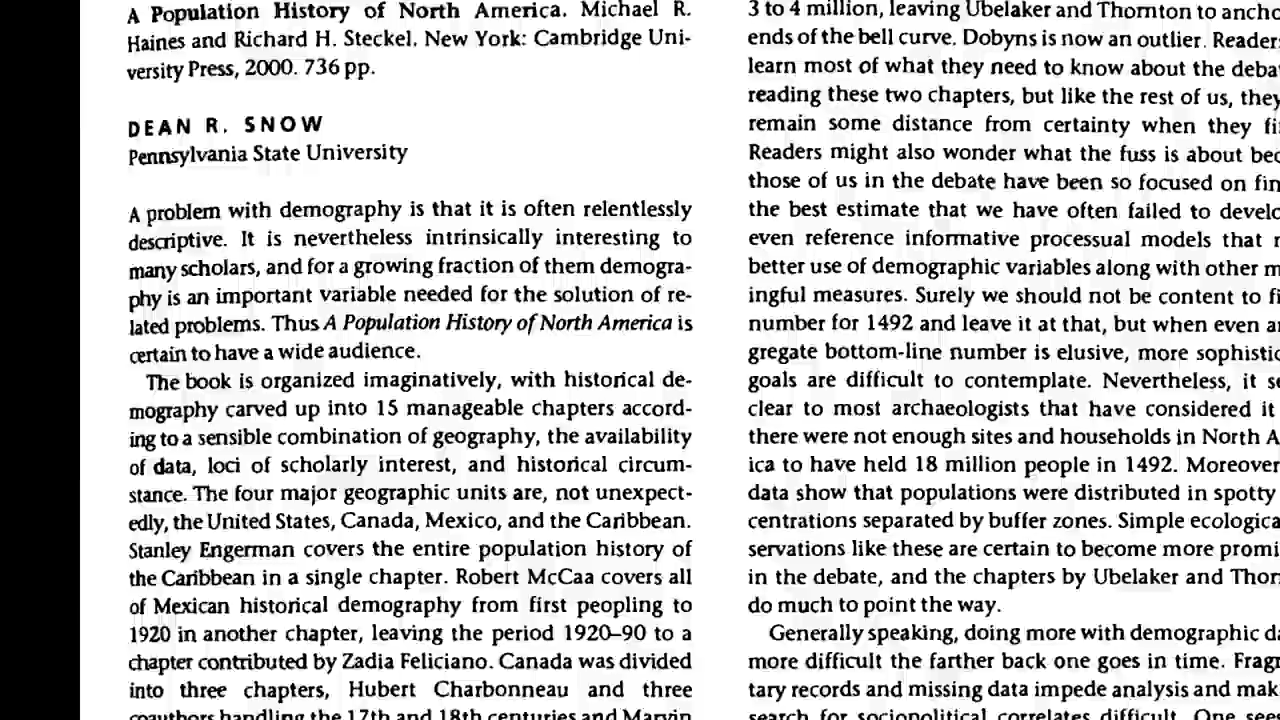 A Population History of North America. Michael R.
Haines and Richard H. Steckel. New York: Cambridge Uni-
versity Press, 2000. 736 pp.
DEAN R. SNOW
Pennsylvania State University
A problem with demography is that it is often relentlessly
descriptive. It is nevertheless intrinsically interesting to
many scholars, and for a growing fraction of them demogra-
phy is an important variable needed for the solution of re-
lated problems. Thus A Population History of North America is
certain to have a wide audience.
The book is organized imaginatively, with historical de-
mography carved up into 15 manageable chapters accord-
ing to a sensible combination of geography, the availability
of data, loci of scholarly interest, and historical circum-
stance. The four major geographic units are, not unexpect-
edly, the United States, Canada, Mexico, and the Caribbean.
Stanley Engerman covers the entire population history of
the Caribbean in a single chapter. Robert McCaa covers all
of Mexican historical demography from first peopling to
1920 in another chapter, leaving the period 1920–90 to a
chapter contributed by Zadia Feliciano. Canada was divided
into three chapters, Hubert Charbonneau and three
coauthors handling the 17th and 18th centuries and Marvin
3 to 4 million, leaving Ubelaker and Thornton to
ends of the bell curve. Dobyns is now an outlier.
learn most of what they need to know about the
reading these two chapters, but like the rest of us, they
remain some distance from certainty when they
Readers might also wonder what the fuss is about
those of us in the debate have been so focused on
the best estimate that we have often failed to
even reference informative processual models that
better use of demographic variables along with other
ingful measures. Surely we should not be content to
number for 1492 and leave it at that, but when even
gregate bottom-line number is elusive, more
goals are difficult to contemplate. Nevertheless, it
clear to most archaeologists that have considered it
there were not enough sites and households in North
ica to have held 18 million people in 1492. Moreover
data show that populations were distributed in spotty
centrations separated by buffer zones. Simple
servations like these are certain to become more
in the debate, and the chapters by Ubelaker and
do much to point the way.
Generally speaking, doing more with demographic
more difficult the farther back one goes in time.
tary records and missing data impede analysis and
search for sociopolitical correlates difficult. One